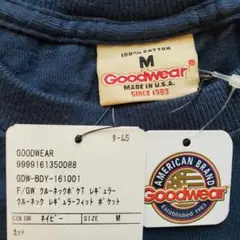 100% COTTON
M
Goodwear
MADE IN U.S.A.
SINCE 1983
タ-45
GOODWEAR
9999161350088
GDW-BDY-161001
F/GW クルーネックポケT レギュラー
クルーネック レギュラーフィット ポケット
COLOR ネイビー SIZE M
カット
AMERICAN BRAND
Goodwear
Established 1983